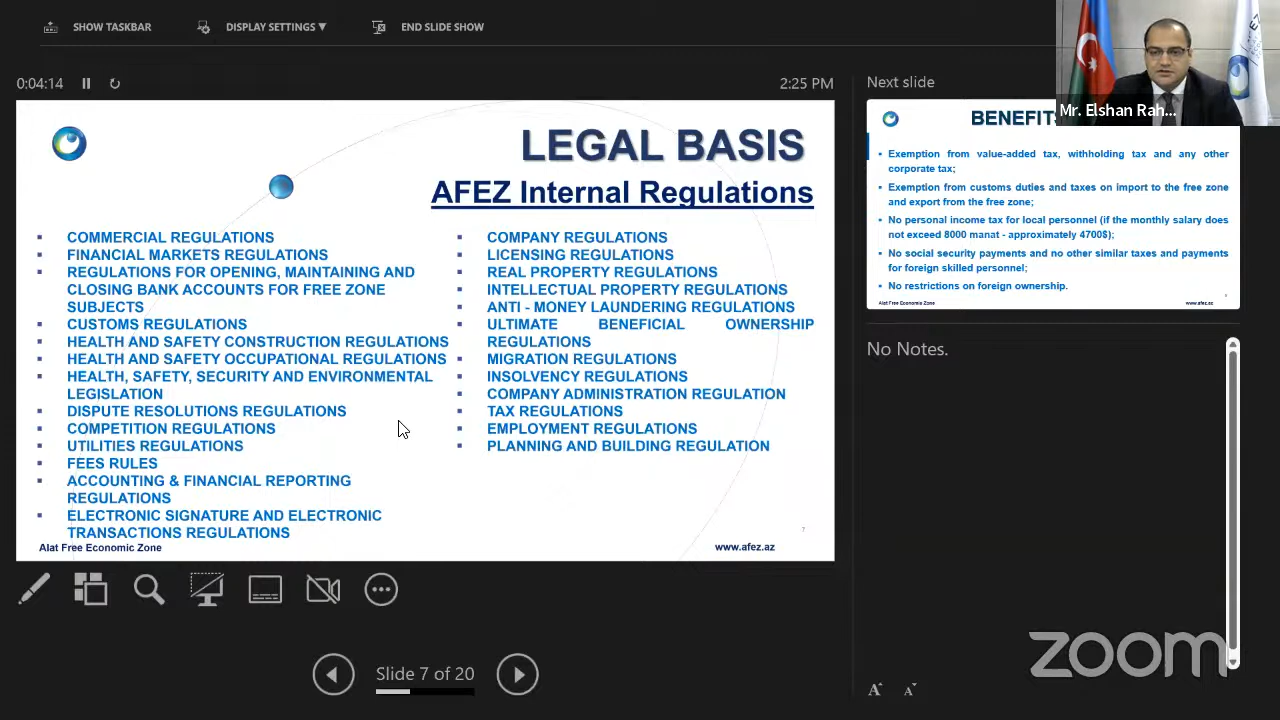 SHOW TASKBAR
DISPLAY SETTINGS ▼
END SLIDE SHOW
0:04:14
2:25 PM
LEGAL BASIS
AFEZ Internal Regulations
▪ COMMERCIAL REGULATIONS
▪ FINANCIAL MARKETS REGULATIONS
▪ REGULATIONS FOR OPENING, MAINTAINING AND
CLOSING BANK ACCOUNTS FOR FREE ZONE
SUBJECTS
▪ CUSTOMS REGULATIONS
▪ HEALTH AND SAFETY CONSTRUCTION REGULATIONS
▪ HEALTH AND SAFETY OCCUPATIONAL REGULATIONS
▪ HEALTH, SAFETY, SECURITY AND ENVIRONMENTAL
LEGISLATION
▪ DISPUTE RESOLUTIONS REGULATIONS
▪ COMPETITION REGULATIONS
▪ UTILITIES REGULATIONS
▪ FEES RULES
▪ ACCOUNTING & FINANCIAL REPORTING
REGULATIONS
▪ ELECTRONIC SIGNATURE AND ELECTRONIC
TRANSACTIONS REGULATIONS
▪ COMPANY REGULATIONS
▪ LICENSING REGULATIONS
▪ REAL PROPERTY REGULATIONS
▪ INTELLECTUAL PROPERTY REGULATIONS
▪ ANTI - MONEY LAUNDERING REGULATIONS
▪ ULTIMATE BENEFICIAL OWNERSHIP
REGULATIONS
▪ MIGRATION REGULATIONS
▪ INSOLVENCY REGULATIONS
▪ COMPANY ADMINISTRATION REGULATION
▪ TAX REGULATIONS
▪ EMPLOYMENT REGULATIONS
▪ PLANNING AND BUILDING REGULATION
7
Alat Free Economic Zone
www.afez.az
Slide 7 of 20
Next slide
Mr. Elshan Rah...
BENEFITS
• Exemption from value-added tax, withholding tax and any other
corporate tax;
• Exemption from customs duties and taxes on import to the free zone
and export from the free zone;
• No personal income tax for local personnel (if the monthly salary does
not exceed 8000 manat - approximately 4700$);
• No social security payments and no other similar taxes and payments
for foreign skilled personnel;
• No restrictions on foreign ownership.
Alat Free Economic Zone
www.afez.az
No Notes.
zoom
A A